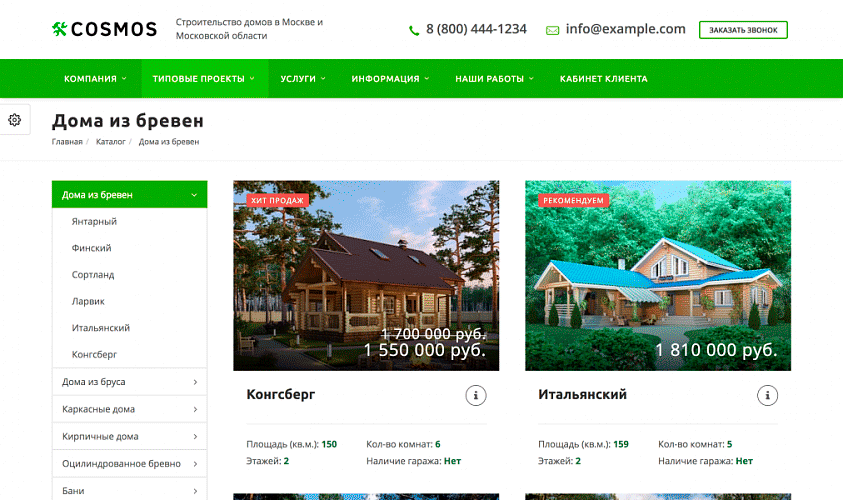 COSMOS
Строительство домов в Москве и
Московской области
8 (800) 444-1234
info@example.com
ЗАКАЗАТЬ ЗВОНОК
КОМПАНИЯ
ТИПОВЫЕ ПРОЕКТЫ
УСЛУГИ
ИНФОРМАЦИЯ
НАШИ РАБОТЫ
КАБИНЕТ КЛИЕНТА
Дома из бревен
Главная / Каталог / Дома из бревен
Дома из бревен
Янтарный
Финский
Сортланд
Ларвик
Итальянский
Конгсберг
Дома из бруса
Каркасные дома
Кирпичные дома
Оцилиндрованное бревно
Бани
ХИТ ПРОДАЖ
1 700 000 руб.
1 550 000 руб.
Конгсберг
Площадь (кв.м.): 150
Кол-во комнат: 6
Этажей: 2
Наличие гаража: Нет
РЕКОМЕНДУЕМ
1 810 000 руб.
Итальянский
Площадь (кв.м.): 159
Кол-во комнат: 5
Этажей: 2
Наличие гаража: Нет